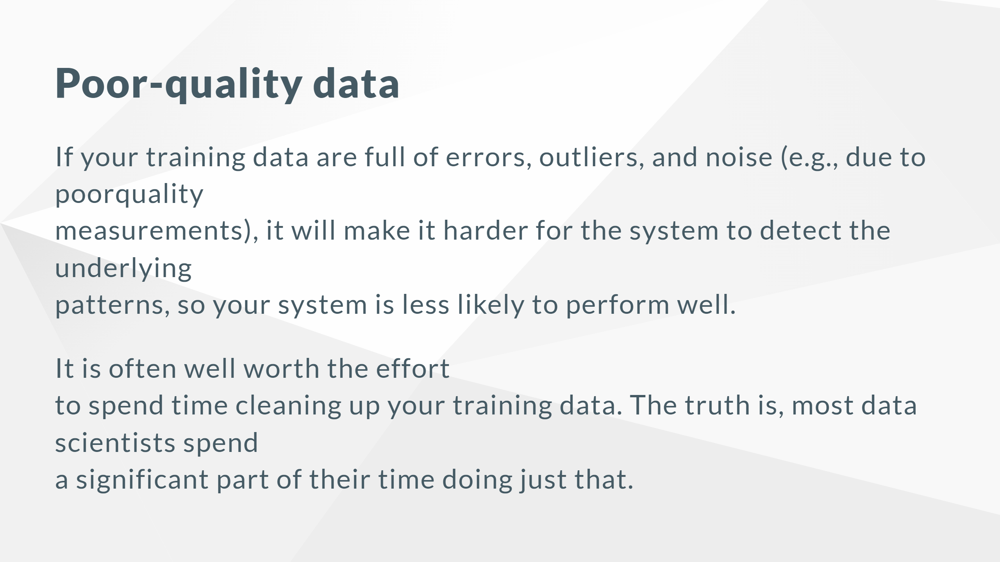 Poor-quality data
If your training data are full of errors, outliers, and noise (e.g., due to
poorquality
measurements), it will make it harder for the system to detect the
underlying
patterns, so your system is less likely to perform well.
It is often well worth the effort
to spend time cleaning up your training data. The truth is, most data
scientists spend
a significant part of their time doing just that.